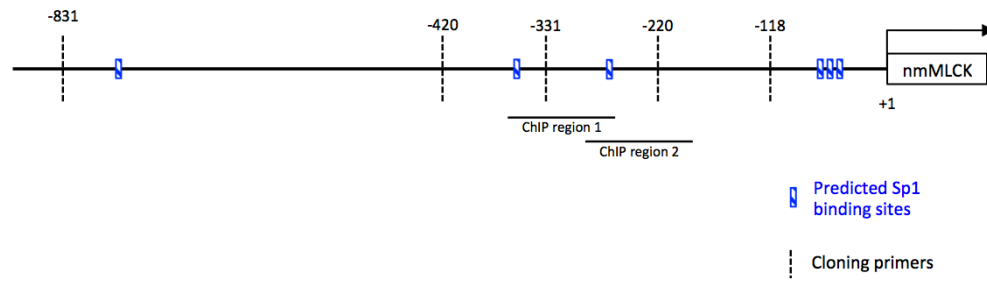 -831
-420
-331
-220
-118
nmMLCK
+1
ChIP region 1
ChIP region 2
Predicted Sp1
binding sites
Cloning primers